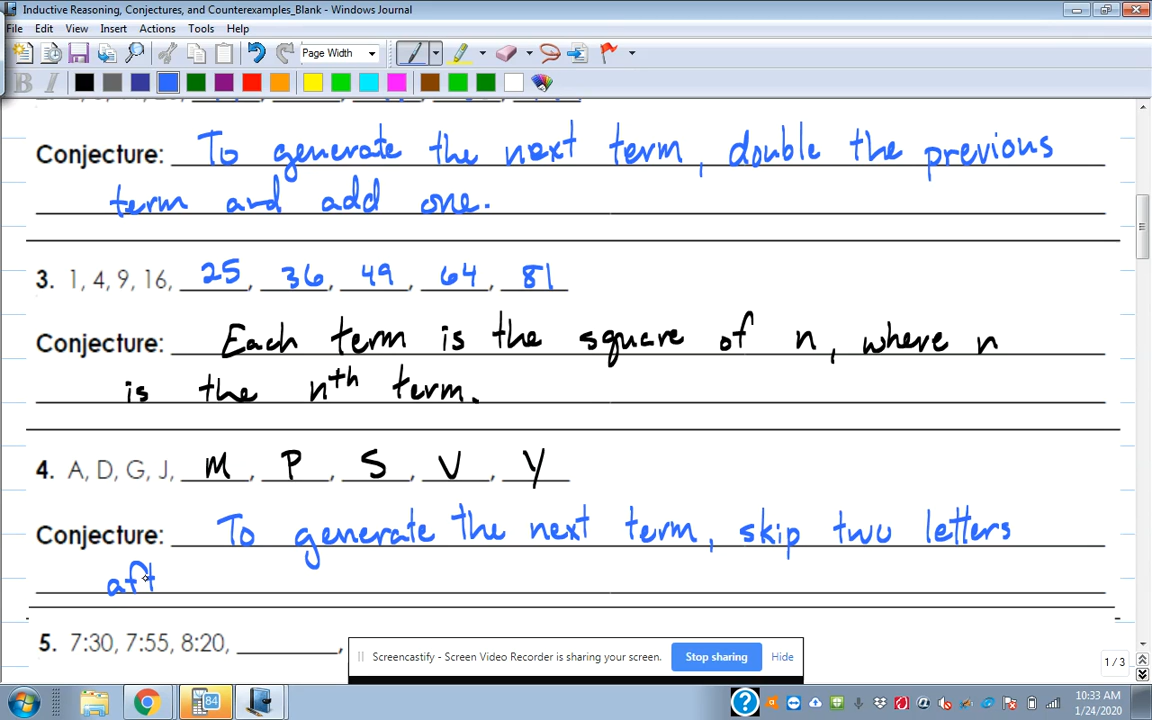 Inductive Reasoning, Conjectures, and Counterexamples_Blank - Windows Journal
File Edit View Insert Actions Tools Help
Page Width
B I
Conjecture: To generate the next term, double the previous
term and add one.
3. 1, 4, 9, 16, 25, 36, 49, 64, 81
Conjecture: Each term is the square of n, where n
is the nth term.
4. A, D, G, J, M, P, S, V, Y
Conjecture: To generate the next term, skip two letters
aft
5. 7:30, 7:55, 8:20,
Screencastify - Screen Video Recorder is sharing your screen. Stop sharing Hide
1 / 3
84
10:33 AM
1/24/2020